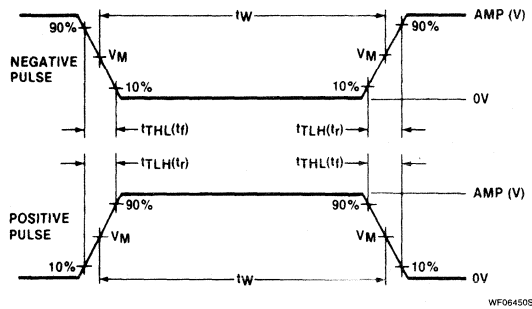 tW
AMP (V)
90%
90%
NEGATIVE
PULSE
VM
VM
10%
10%
0V
tTHL(tf)
tTLH(tr)
tTLH(tr)
tTHL(tf)
AMP (V)
90%
90%
POSITIVE
PULSE
VM
VM
10%
10%
tW
0V
WF06450S